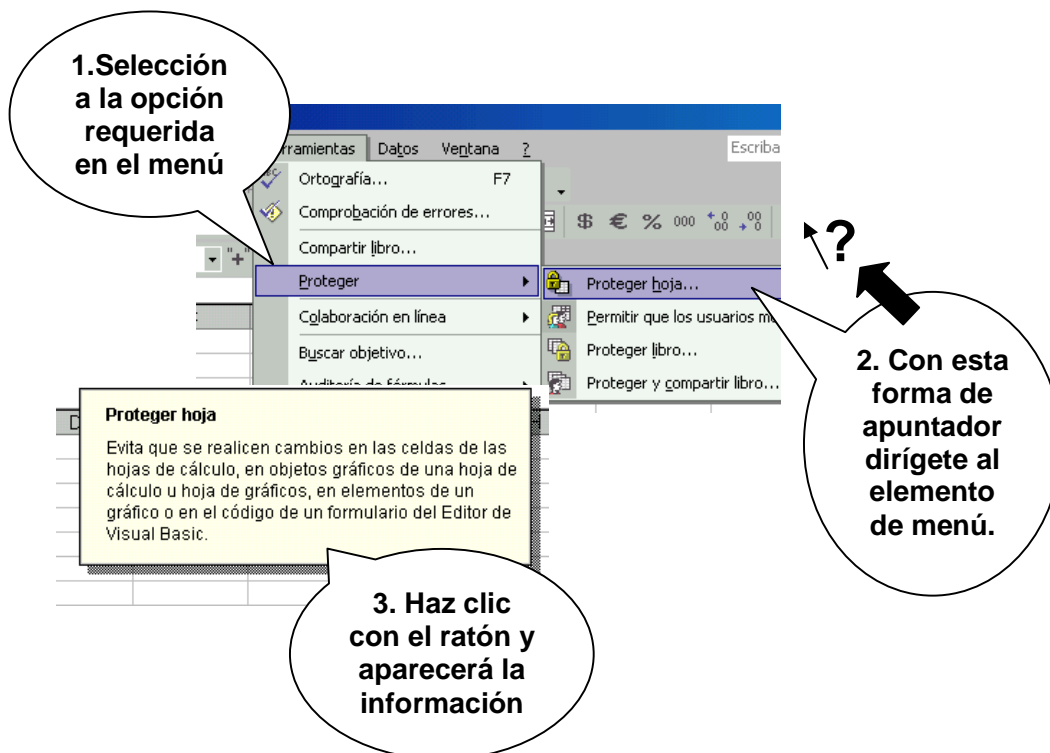 1.Selección
a la opción
requerida
en el menú
ramientas Datos Ventana ?
Escriba
Ortografía... F7
Comprobación de errores...
Compartir libro...
Proteger
Colaboración en línea
Buscar objetivo...
Auditoría de fórmulas
$ € % 000
"+"
Proteger hoja...
Permitir que los usuarios
Proteger libro...
Proteger y compartir libro...
?
2. Con esta
forma de
apuntador
dirígete al
elemento
de menú.
D
H
Proteger hoja
Evita que se realicen cambios en las celdas de las
hojas de cálculo, en objetos gráficos de una hoja de
cálculo u hoja de gráficos, en elementos de un
gráfico o en el código de un formulario del Editor de
Visual Basic.
3. Haz clic
con el ratón y
aparecerá la
información